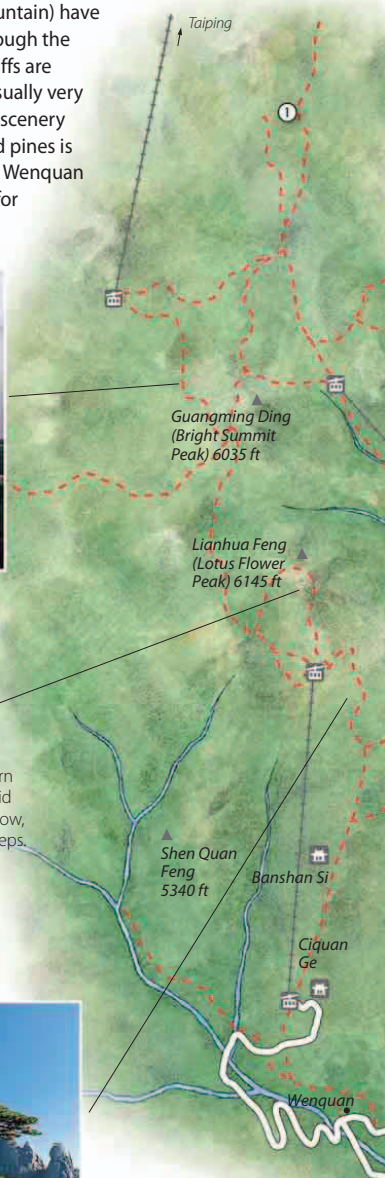 untain) have
ough the
ffs are
sually very
scenery
d pines is
Wenquan
for
Taiping
1
Guangming Ding
(Bright Summit
Peak) 6035 ft
Lianhua Feng
(Lotus Flower
Peak) 6145 ft
rn
id
ow,
eps.
Shen Quan
Feng
5340 ft
Banshan Si
Ciquan
Ge
Wenquan